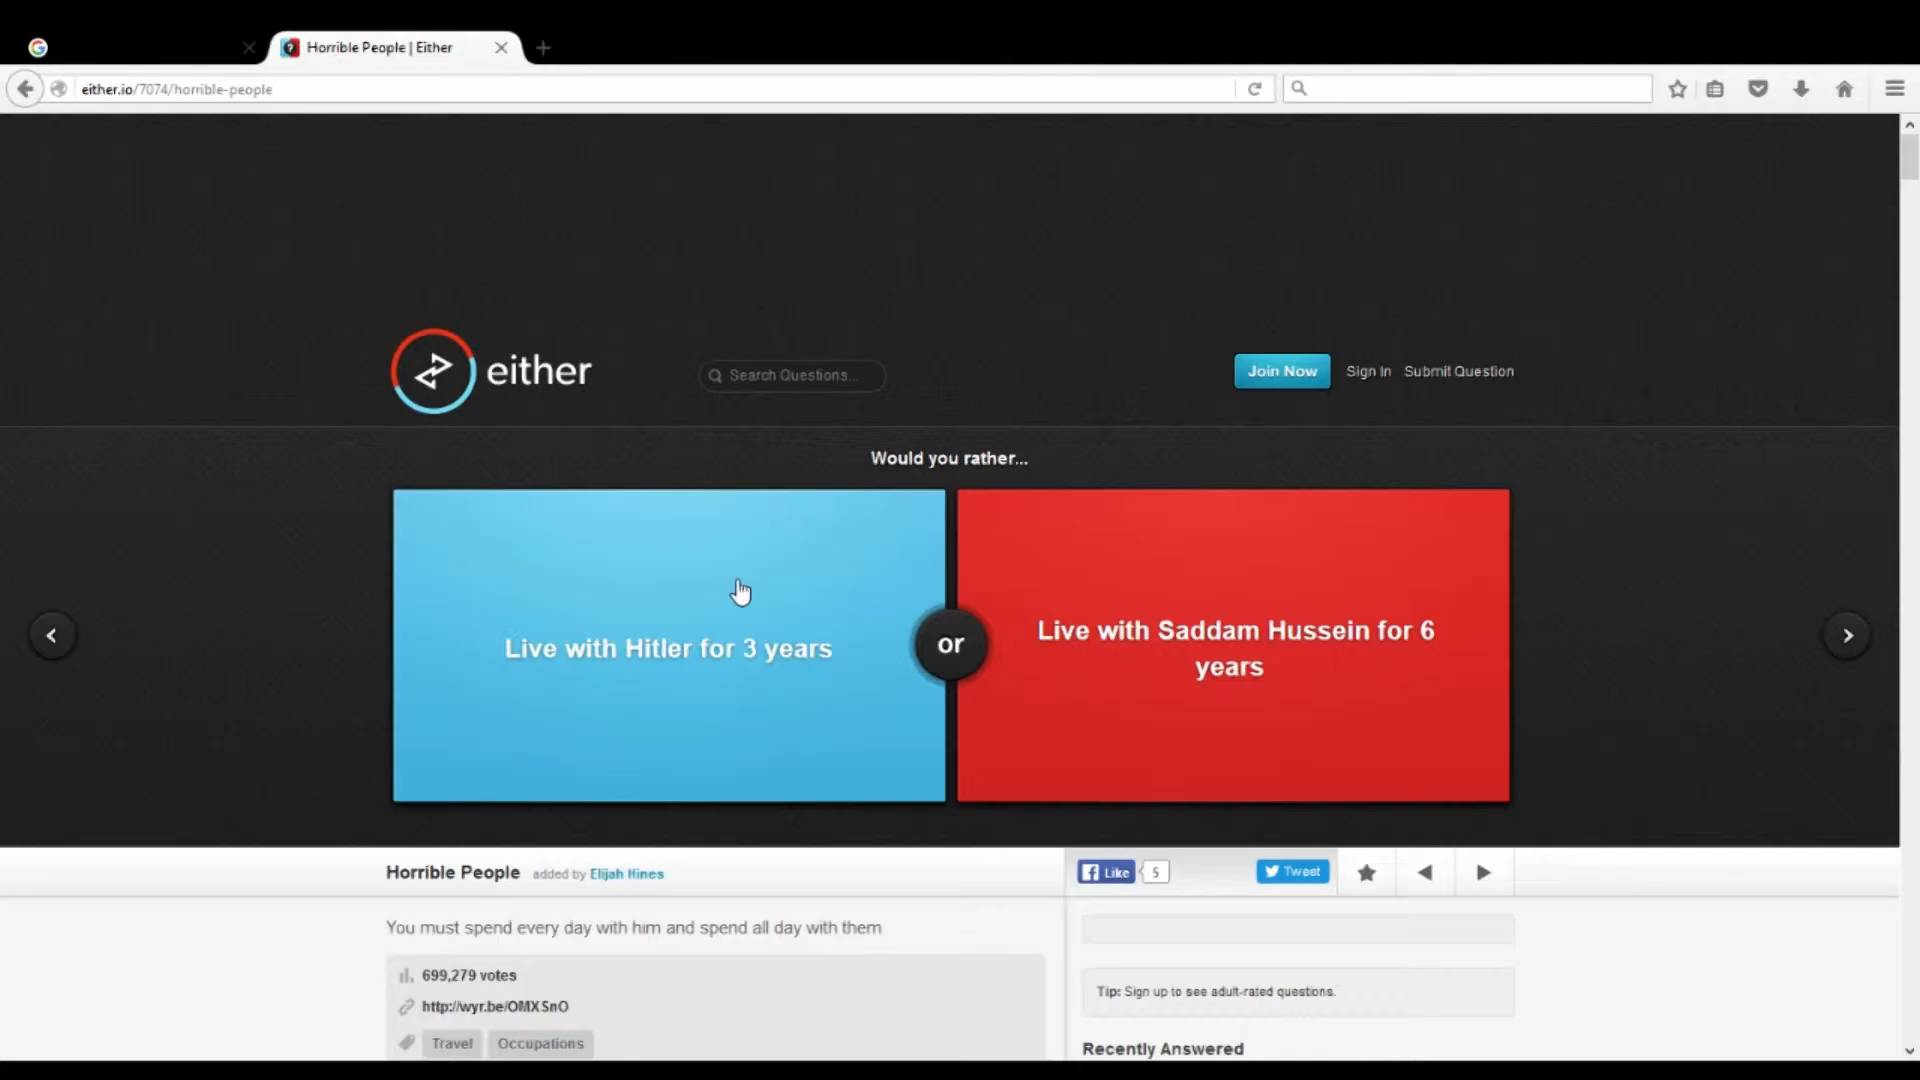 Horrible People | Either
either.io/7074/horrible-people
either
Search Questions...
Join Now
Sign In
Submit Question
Would you rather...
Live with Hitler for 3 years
or
Live with Saddam Hussein for 6
years
Horrible People added by Elijah Hines
Like
5
Tweet
You must spend every day with him and spend all day with them
699,279 votes
http://wyr.be/OMXSnO
Travel
Occupations
Tip: Sign up to see adult-rated questions.
Recently Answered